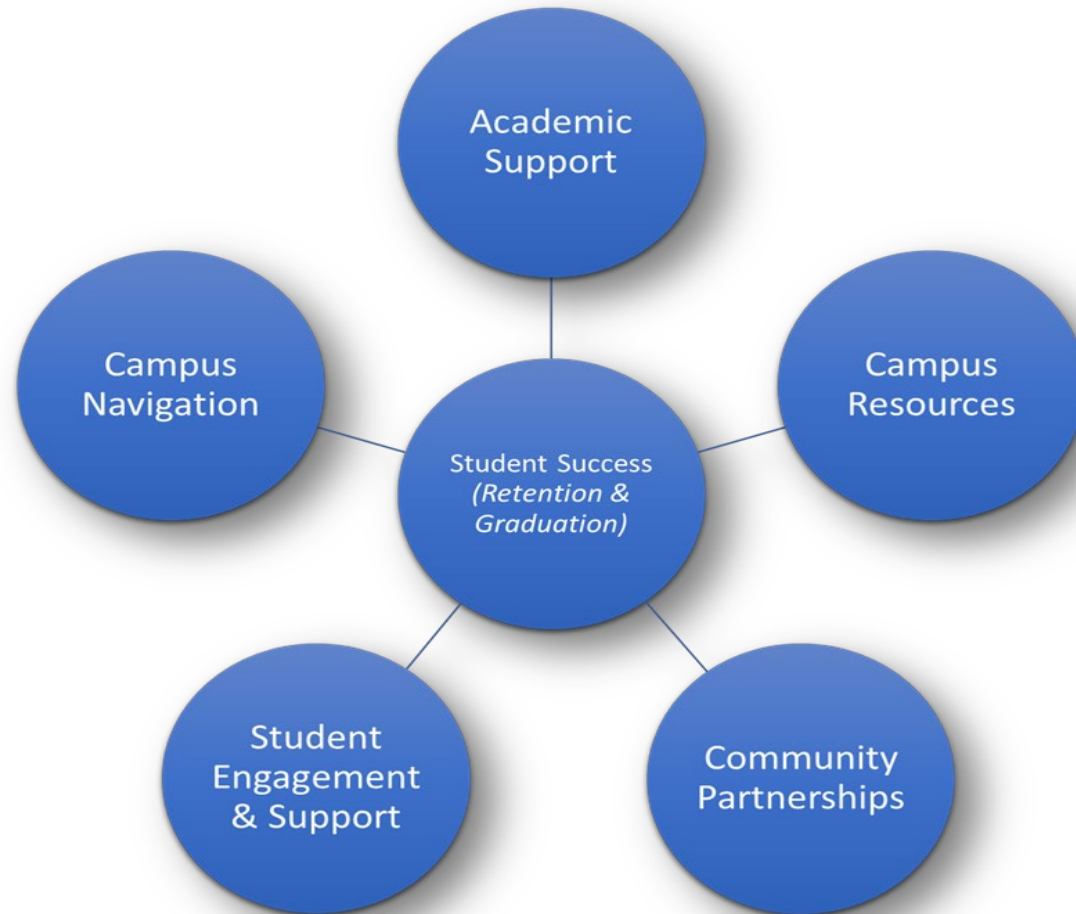 Academic
Support
Campus
Navigation
Campus
Resources
Student Success
(Retention &
Graduation)
Student
Engagement
& Support
Community
Partnerships